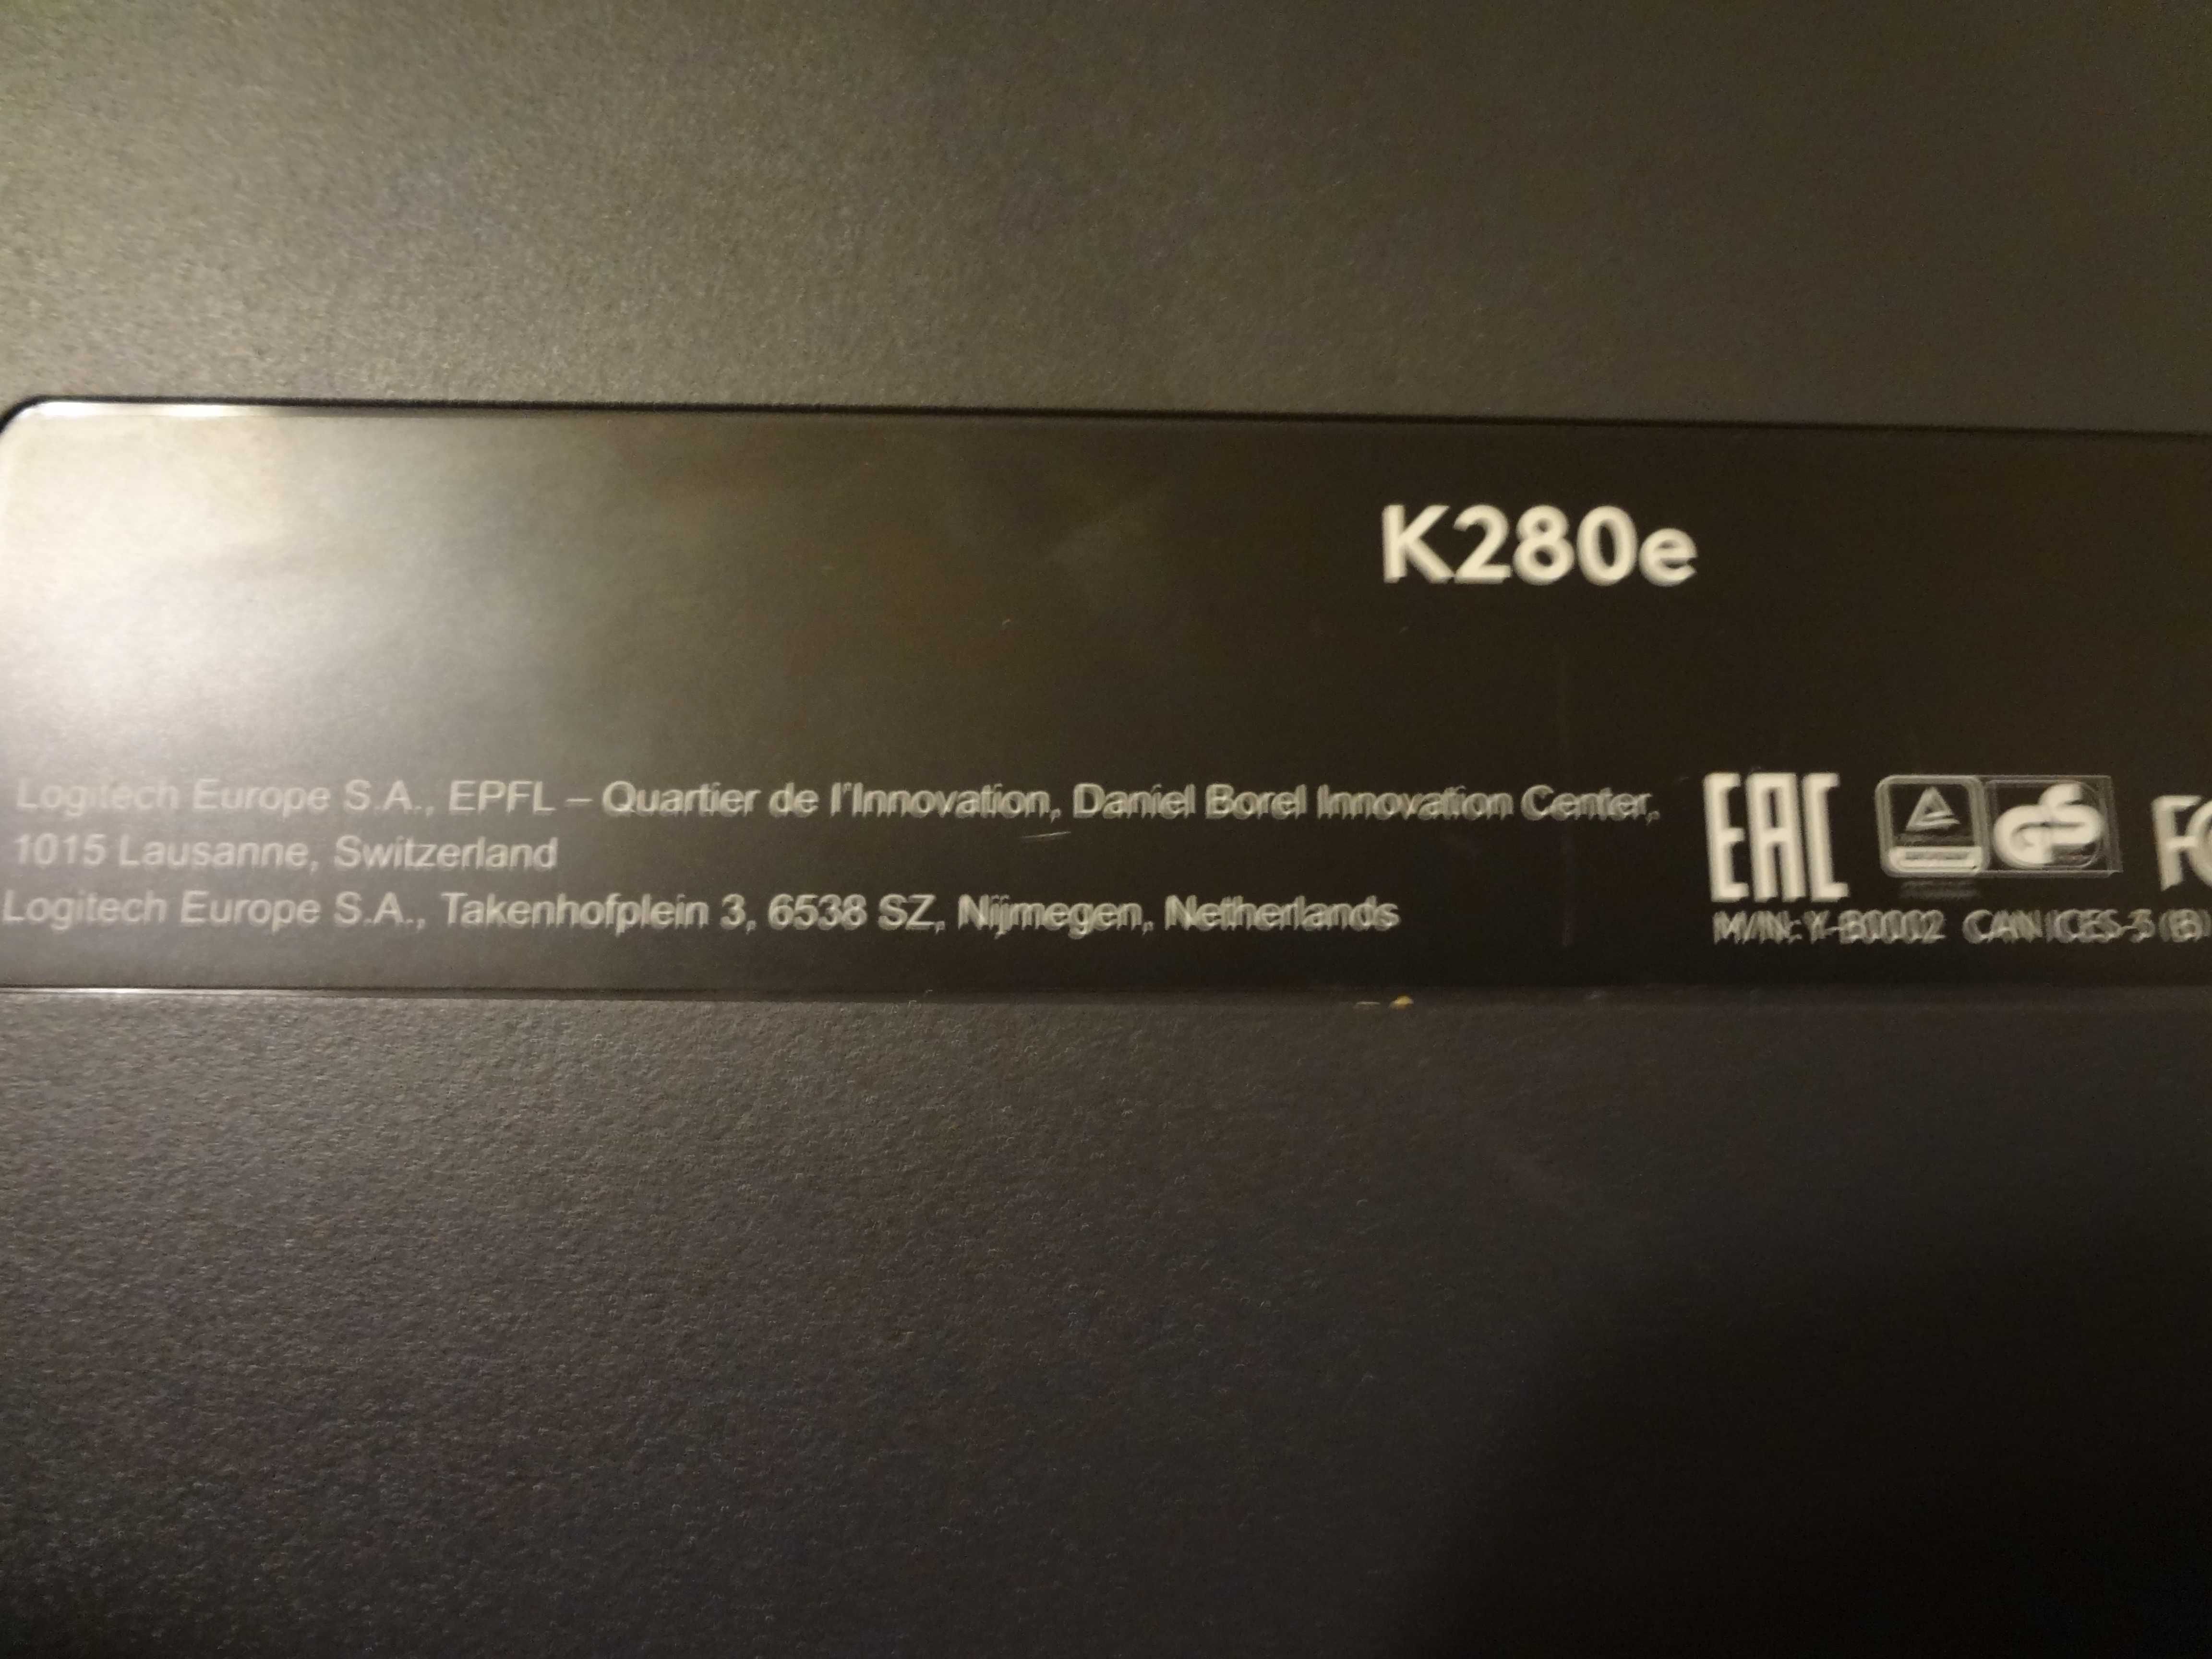 K280e
Logitech Europe S.A., EPFL – Quartier de l'Innovation, Daniel Borel Innovation Center,
1015 Lausanne, Switzerland
Logitech Europe S.A., Takenhofplein 3, 6538 SZ, Nijmegen, Netherlands
EAC
GS
M/N: Y-B0002 CAN ICES-3 (B)